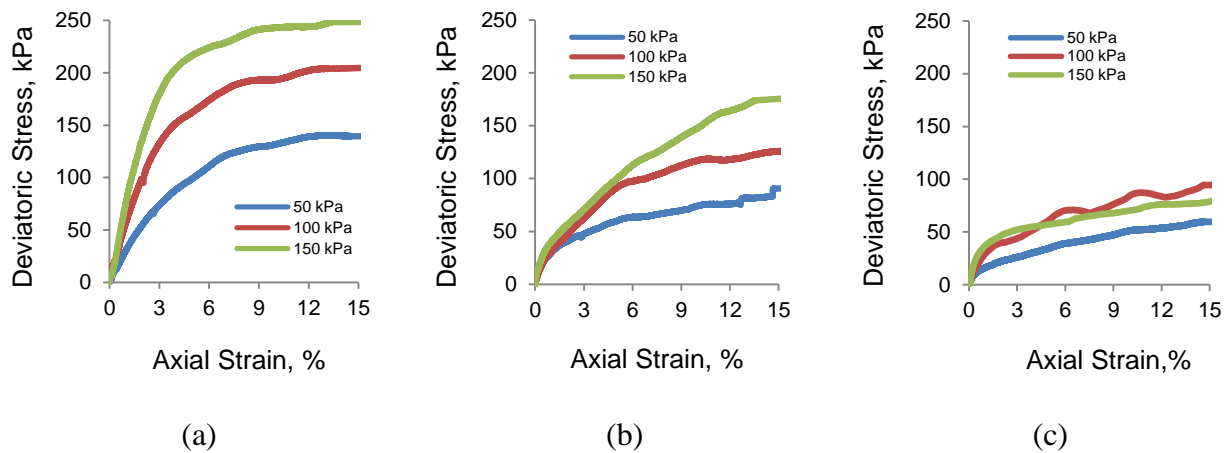 Deviatoric Stress, kPa
250
200
150
100
50
0
50 kPa
100 kPa
150 kPa
0 3 6 9 12 15
Axial Strain, %
(a)
Deviatoric Stress, kPa
250
200
150
100
50
0
50 kPa
100 kPa
150 kPa
0 3 6 9 12 15
Axial Strain, %
(b)
Deviatoric Stress, kPa
250
200
150
100
50
0
50 kPa
100 kPa
150 kPa
0 3 6 9 12 15
Axial Strain,%
(c)